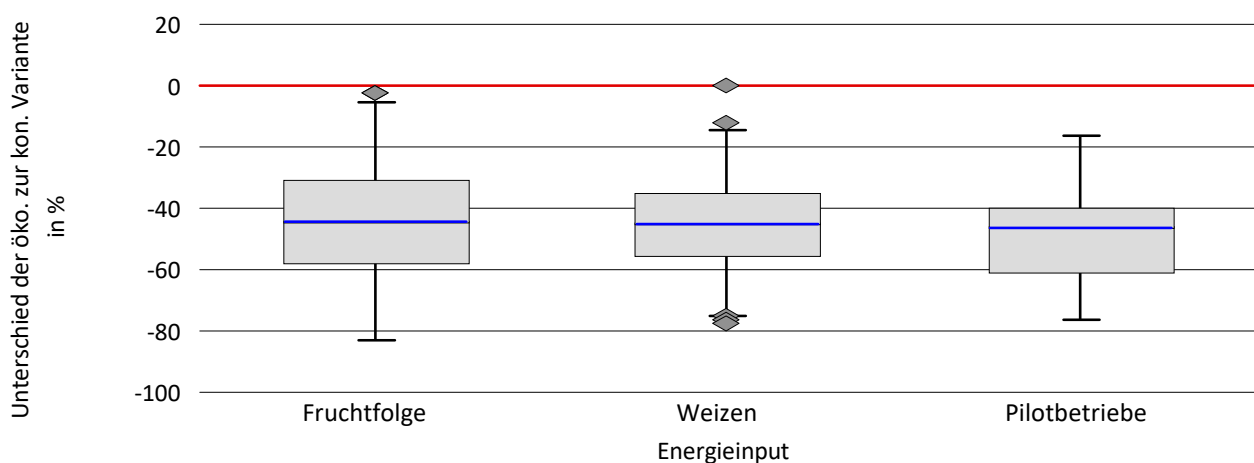 Unterschied der öko. zur kon. Variante
in %
20
0
-20
-40
-60
-80
-100
Fruchtfolge
Weizen
Pilotbetriebe
Energieinput